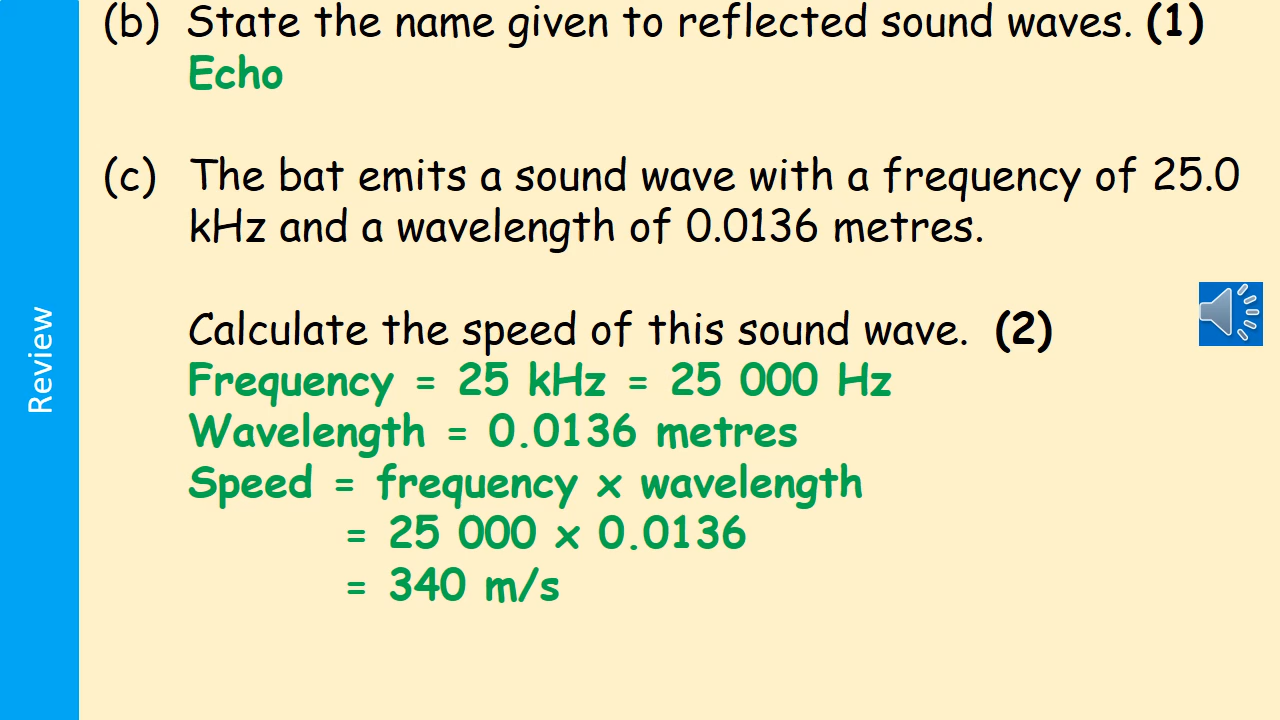 (b) State the name given to reflected sound waves. (1)
Echo
(c) The bat emits a sound wave with a frequency of 25.0
kHz and a wavelength of 0.0136 metres.
Calculate the speed of this sound wave. (2)
Frequency = 25 kHz = 25 000 Hz
Wavelength = 0.0136 metres
Speed = frequency x wavelength
= 25 000 x 0.0136
= 340 m/s
Review